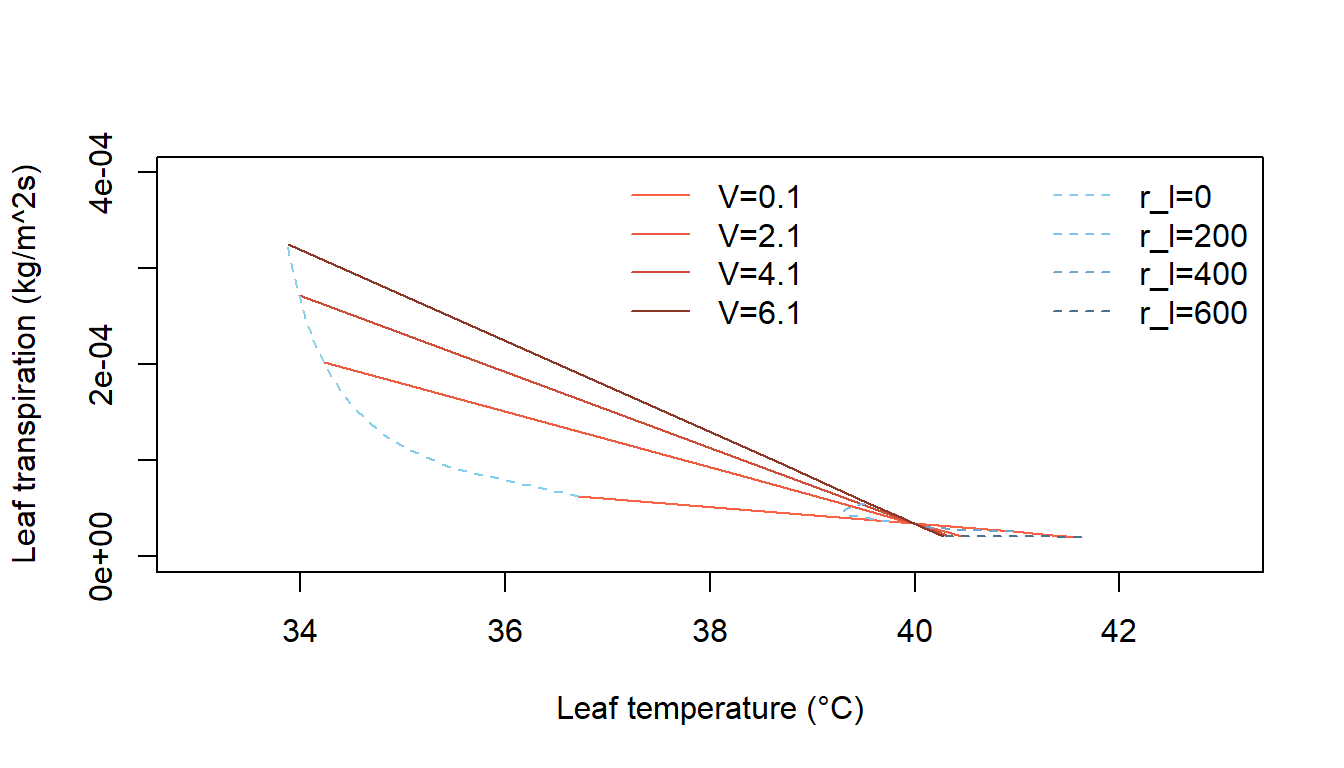 Leaf transpiration (kg/m^2s)
4e-04
2e-04
0e+00
V=0.1
V=2.1
V=4.1
V=6.1
r_l=0
r_l=200
r_l=400
r_l=600
34 36 38 40 42
Leaf temperature (°C)